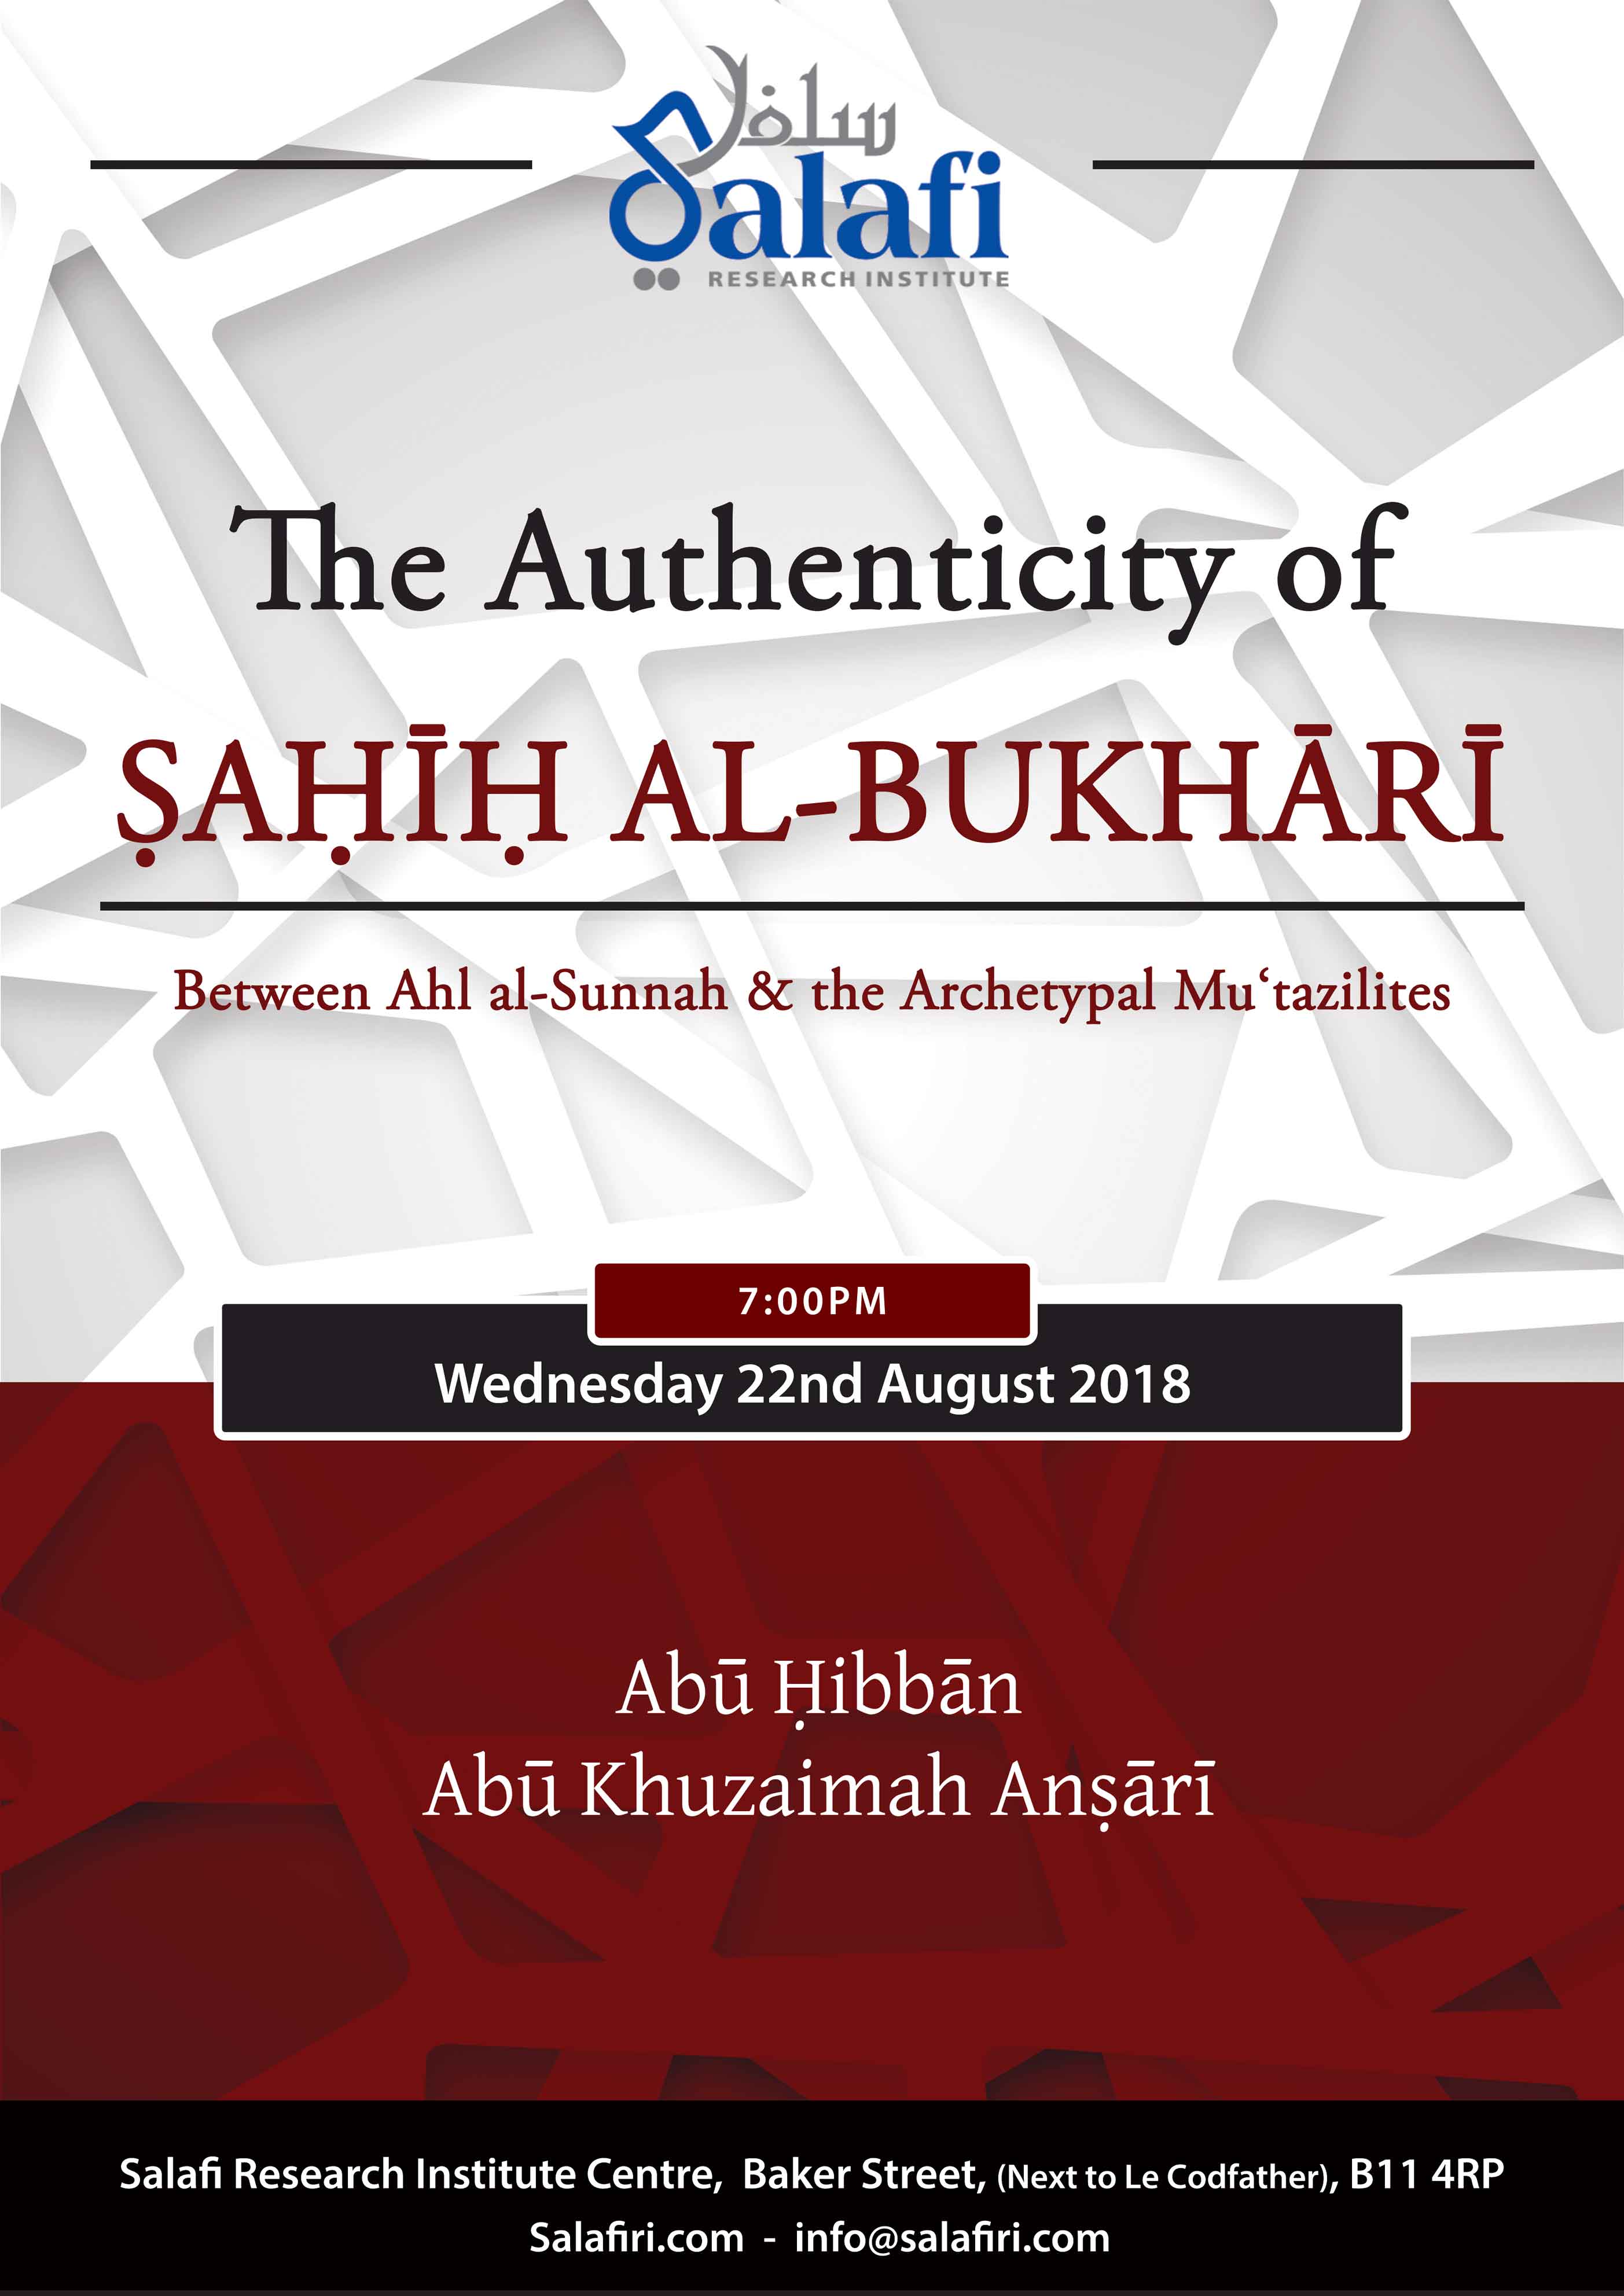 سلفي
Salafi
RESEARCH INSTITUTE
The Authenticity of
ṢAḤĪḤ AL-BUKHĀRĪ
Between Ahl al-Sunnah & the Archetypal Mu‘tazilites
7:00PM
Wednesday 22nd August 2018
Abū Ḥibbān
Abū Khuzaimah Anṣārī
Salafi Research Institute Centre, Baker Street, (Next to Le Codfather), B11 4RP
Salafiri.com - info@salafiri.com